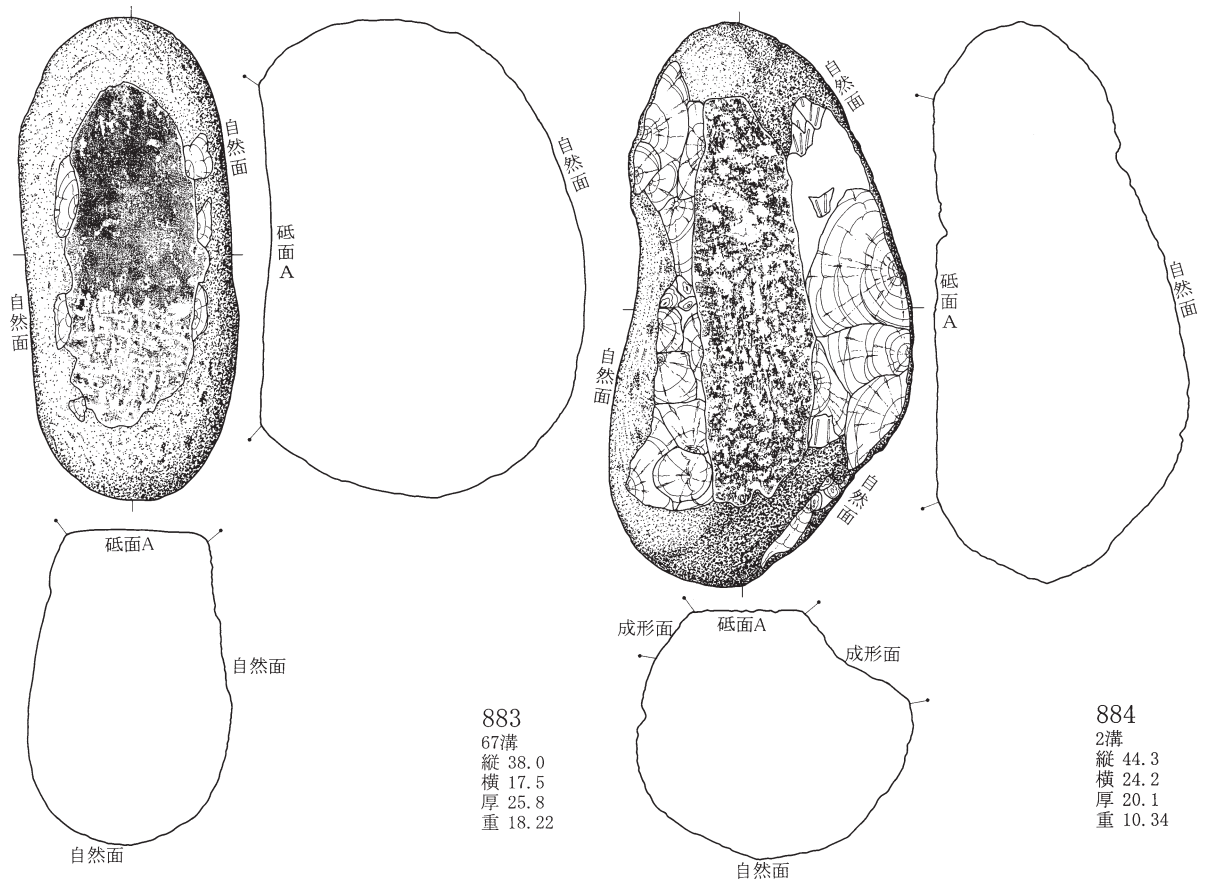 自然面
自然面
砥面A
自然面
砥面A
自然面
自然面
883
67溝
縦 38.0
横 17.5
厚 25.8
重 18.22
自然面
自然面
自然面
砥面A
自然面
成形面
砥面A
成形面
自然面
884
2溝
縦 44.3
横 24.2
厚 20.1
重 10.34